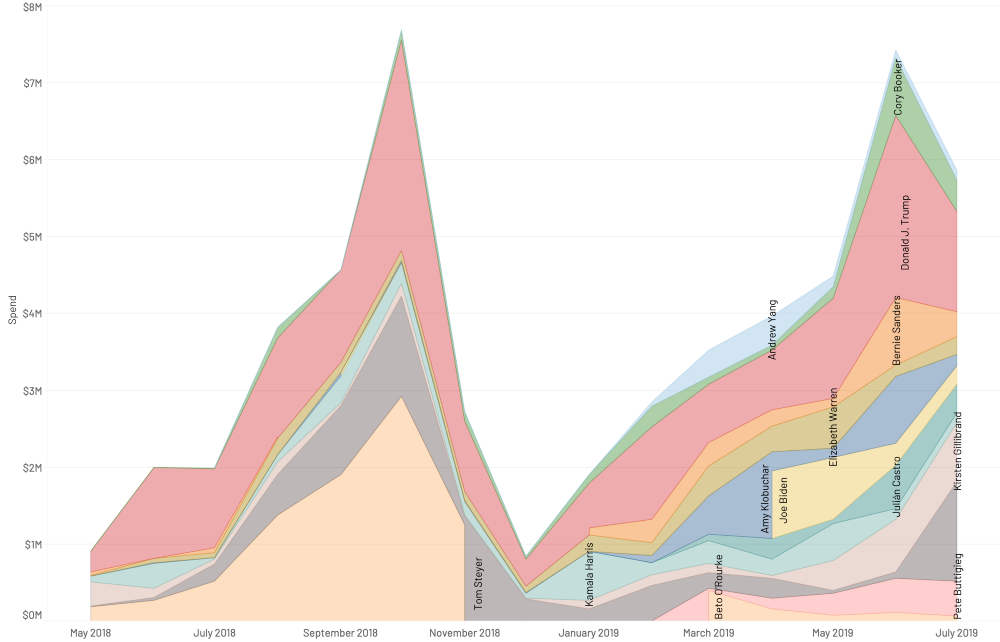 $8M
$7M
$6M
$5M
$4M
$3M
$2M
$1M
$0M
Spend
Cory Booker
Donald J. Trump
Andrew Yang
Bernie Sanders
Elizabeth Warren
Kirsten Gillibrand
Amy Klobuchar
Joe Biden
Julián Castro
Tom Steyer
Kamala Harris
Beto O'Rourke
Pete Buttigieg
May 2018
July 2018
September 2018
November 2018
January 2019
March 2019
May 2019
July 2019